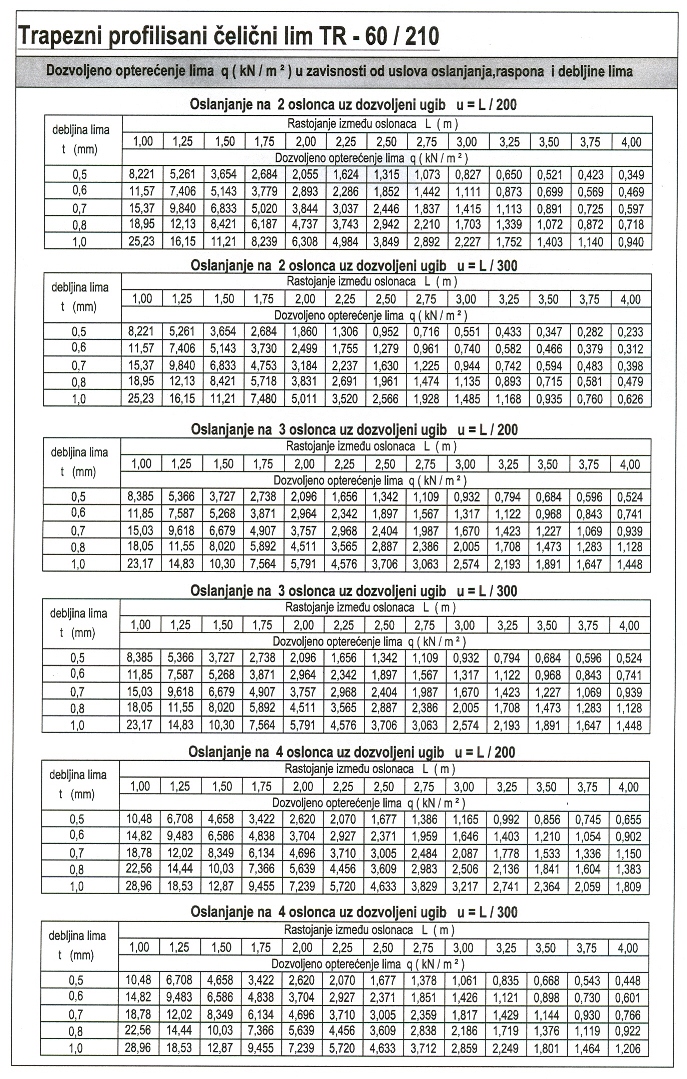 Trapezni profilisani čelični lim TR - 60 / 210
Dozvoljeno opterećenje lima q ( kN / m ² ) u zavisnosti od uslova oslanjanja,raspona i debljine lima
Oslanjanje na 2 oslonca uz dozvoljeni ugib u = L / 200
debljina lima t (mm)
Rastojanje između oslonaca L ( m )
1,00 1,25 1,50 1,75 2,00 2,25 2,50 2,75 3,00 3,25 3,50 3,75 4,00
Dozvoljeno opterećenje lima q ( kN / m ² )
0,5 8,221 5,261 3,654 2,684 2,055 1,624 1,315 1,073 0,827 0,650 0,521 0,423 0,349
0,6 11,57 7,406 5,143 3,779 2,893 2,286 1,852 1,442 1,111 0,873 0,699 0,569 0,469
0,7 15,37 9,840 6,833 5,020 3,844 3,037 2,446 1,837 1,415 1,113 0,891 0,725 0,597
0,8 18,95 12,13 8,421 6,187 4,737 3,743 2,942 2,210 1,703 1,339 1,072 0,872 0,718
1,0 25,23 16,15 11,21 8,239 6,308 4,984 3,849 2,892 2,227 1,752 1,403 1,140 0,940
Oslanjanje na 2 oslonca uz dozvoljeni ugib u = L / 300
debljina lima t (mm)
Rastojanje između oslonaca L ( m )
1,00 1,25 1,50 1,75 2,00 2,25 2,50 2,75 3,00 3,25 3,50 3,75 4,00
Dozvoljeno opterećenje lima q ( kN / m ² )
0,5 8,221 5,261 3,654 2,684 1,860 1,306 0,952 0,716 0,551 0,433 0,347 0,282 0,233
0,6 11,57 7,406 5,143 3,730 2,499 1,755 1,279 0,961 0,740 0,582 0,466 0,379 0,312
0,7 15,37 9,840 6,833 4,753 3,184 2,237 1,630 1,225 0,944 0,742 0,594 0,483 0,398
0,8 18,95 12,13 8,421 5,718 3,831 2,691 1,961 1,474 1,135 0,893 0,715 0,581 0,479
1,0 25,23 16,15 11,21 7,480 5,011 3,520 2,566 1,928 1,485 1,168 0,935 0,760 0,626
Oslanjanje na 3 oslonca uz dozvoljeni ugib u = L / 200
debljina lima t (mm)
Rastojanje između oslonaca L ( m )
1,00 1,25 1,50 1,75 2,00 2,25 2,50 2,75 3,00 3,25 3,50 3,75 4,00
Dozvoljeno opterećenje lima q ( kN / m ² )
0,5 8,385 5,366 3,727 2,738 2,096 1,656 1,342 1,109 0,932 0,794 0,684 0,596 0,524
0,6 11,85 7,587 5,268 3,871 2,964 2,342 1,897 1,567 1,317 1,122 0,968 0,843 0,741
0,7 15,03 9,618 6,679 4,907 3,757 2,968 2,404 1,987 1,670 1,423 1,227 1,069 0,939
0,8 18,05 11,55 8,020 5,892 4,511 3,565 2,887 2,386 2,005 1,708 1,473 1,283 1,128
1,0 23,17 14,83 10,30 7,564 5,791 4,576 3,706 3,063 2,574 2,193 1,891 1,647 1,448
Oslanjanje na 3 oslonca uz dozvoljeni ugib u = L / 300
debljina lima t (mm)
Rastojanje između oslonaca L ( m )
1,00 1,25 1,50 1,75 2,00 2,25 2,50 2,75 3,00 3,25 3,50 3,75 4,00
Dozvoljeno opterećenje lima q ( kN / m ² )
0,5 8,385 5,366 3,727 2,738 2,096 1,656 1,342 1,109 0,932 0,794 0,684 0,596 0,524
0,6 11,85 7,587 5,268 3,871 2,964 2,342 1,897 1,567 1,317 1,122 0,968 0,843 0,741
0,7 15,03 9,618 6,679 4,907 3,757 2,968 2,404 1,987 1,670 1,423 1,227 1,069 0,939
0,8 18,05 11,55 8,020 5,892 4,511 3,565 2,887 2,386 2,005 1,708 1,473 1,283 1,128
1,0 23,17 14,83 10,30 7,564 5,791 4,576 3,706 3,063 2,574 2,193 1,891 1,647 1,448
Oslanjanje na 4 oslonca uz dozvoljeni ugib u = L / 200
debljina lima t (mm)
Rastojanje između oslonaca L ( m )
1,00 1,25 1,50 1,75 2,00 2,25 2,50 2,75 3,00 3,25 3,50 3,75 4,00
Dozvoljeno opterećenje lima q ( kN / m ² )
0,5 10,48 6,708 4,658 3,422 2,620 2,070 1,677 1,386 1,165 0,992 0,856 0,745 0,655
0,6 14,82 9,483 6,586 4,838 3,704 2,927 2,371 1,959 1,646 1,403 1,210 1,054 0,902
0,7 18,78 12,02 8,349 6,134 4,696 3,710 3,005 2,484 2,087 1,778 1,533 1,336 1,150
0,8 22,56 14,44 10,03 7,366 5,639 4,456 3,609 2,983 2,506 2,136 1,841 1,604 1,383
1,0 28,96 18,53 12,87 9,455 7,239 5,720 4,633 3,829 3,217 2,741 2,364 2,059 1,809
Oslanjanje na 4 oslonca uz dozvoljeni ugib u = L / 300
debljina lima t (mm)
Rastojanje između oslonaca L ( m )
1,00 1,25 1,50 1,75 2,00 2,25 2,50 2,75 3,00 3,25 3,50 3,75 4,00
Dozvoljeno opterećenje lima q ( kN / m ² )
0,5 10,48 6,708 4,658 3,422 2,620 2,070 1,677 1,378 1,061 0,835 0,668 0,543 0,448
0,6 14,82 9,483 6,586 4,838 3,704 2,927 2,371 1,851 1,426 1,121 0,898 0,730 0,601
0,7 18,78 12,02 8,349 6,134 4,696 3,710 3,005 2,359 1,817 1,429 1,144 0,930 0,766
0,8 22,56 14,44 10,03 7,366 5,639 4,456 3,609 2,838 2,186 1,719 1,376 1,119 0,922
1,0 28,96 18,53 12,87 9,455 7,239 5,720 4,633 3,712 2,859 2,249 1,801 1,464 1,206